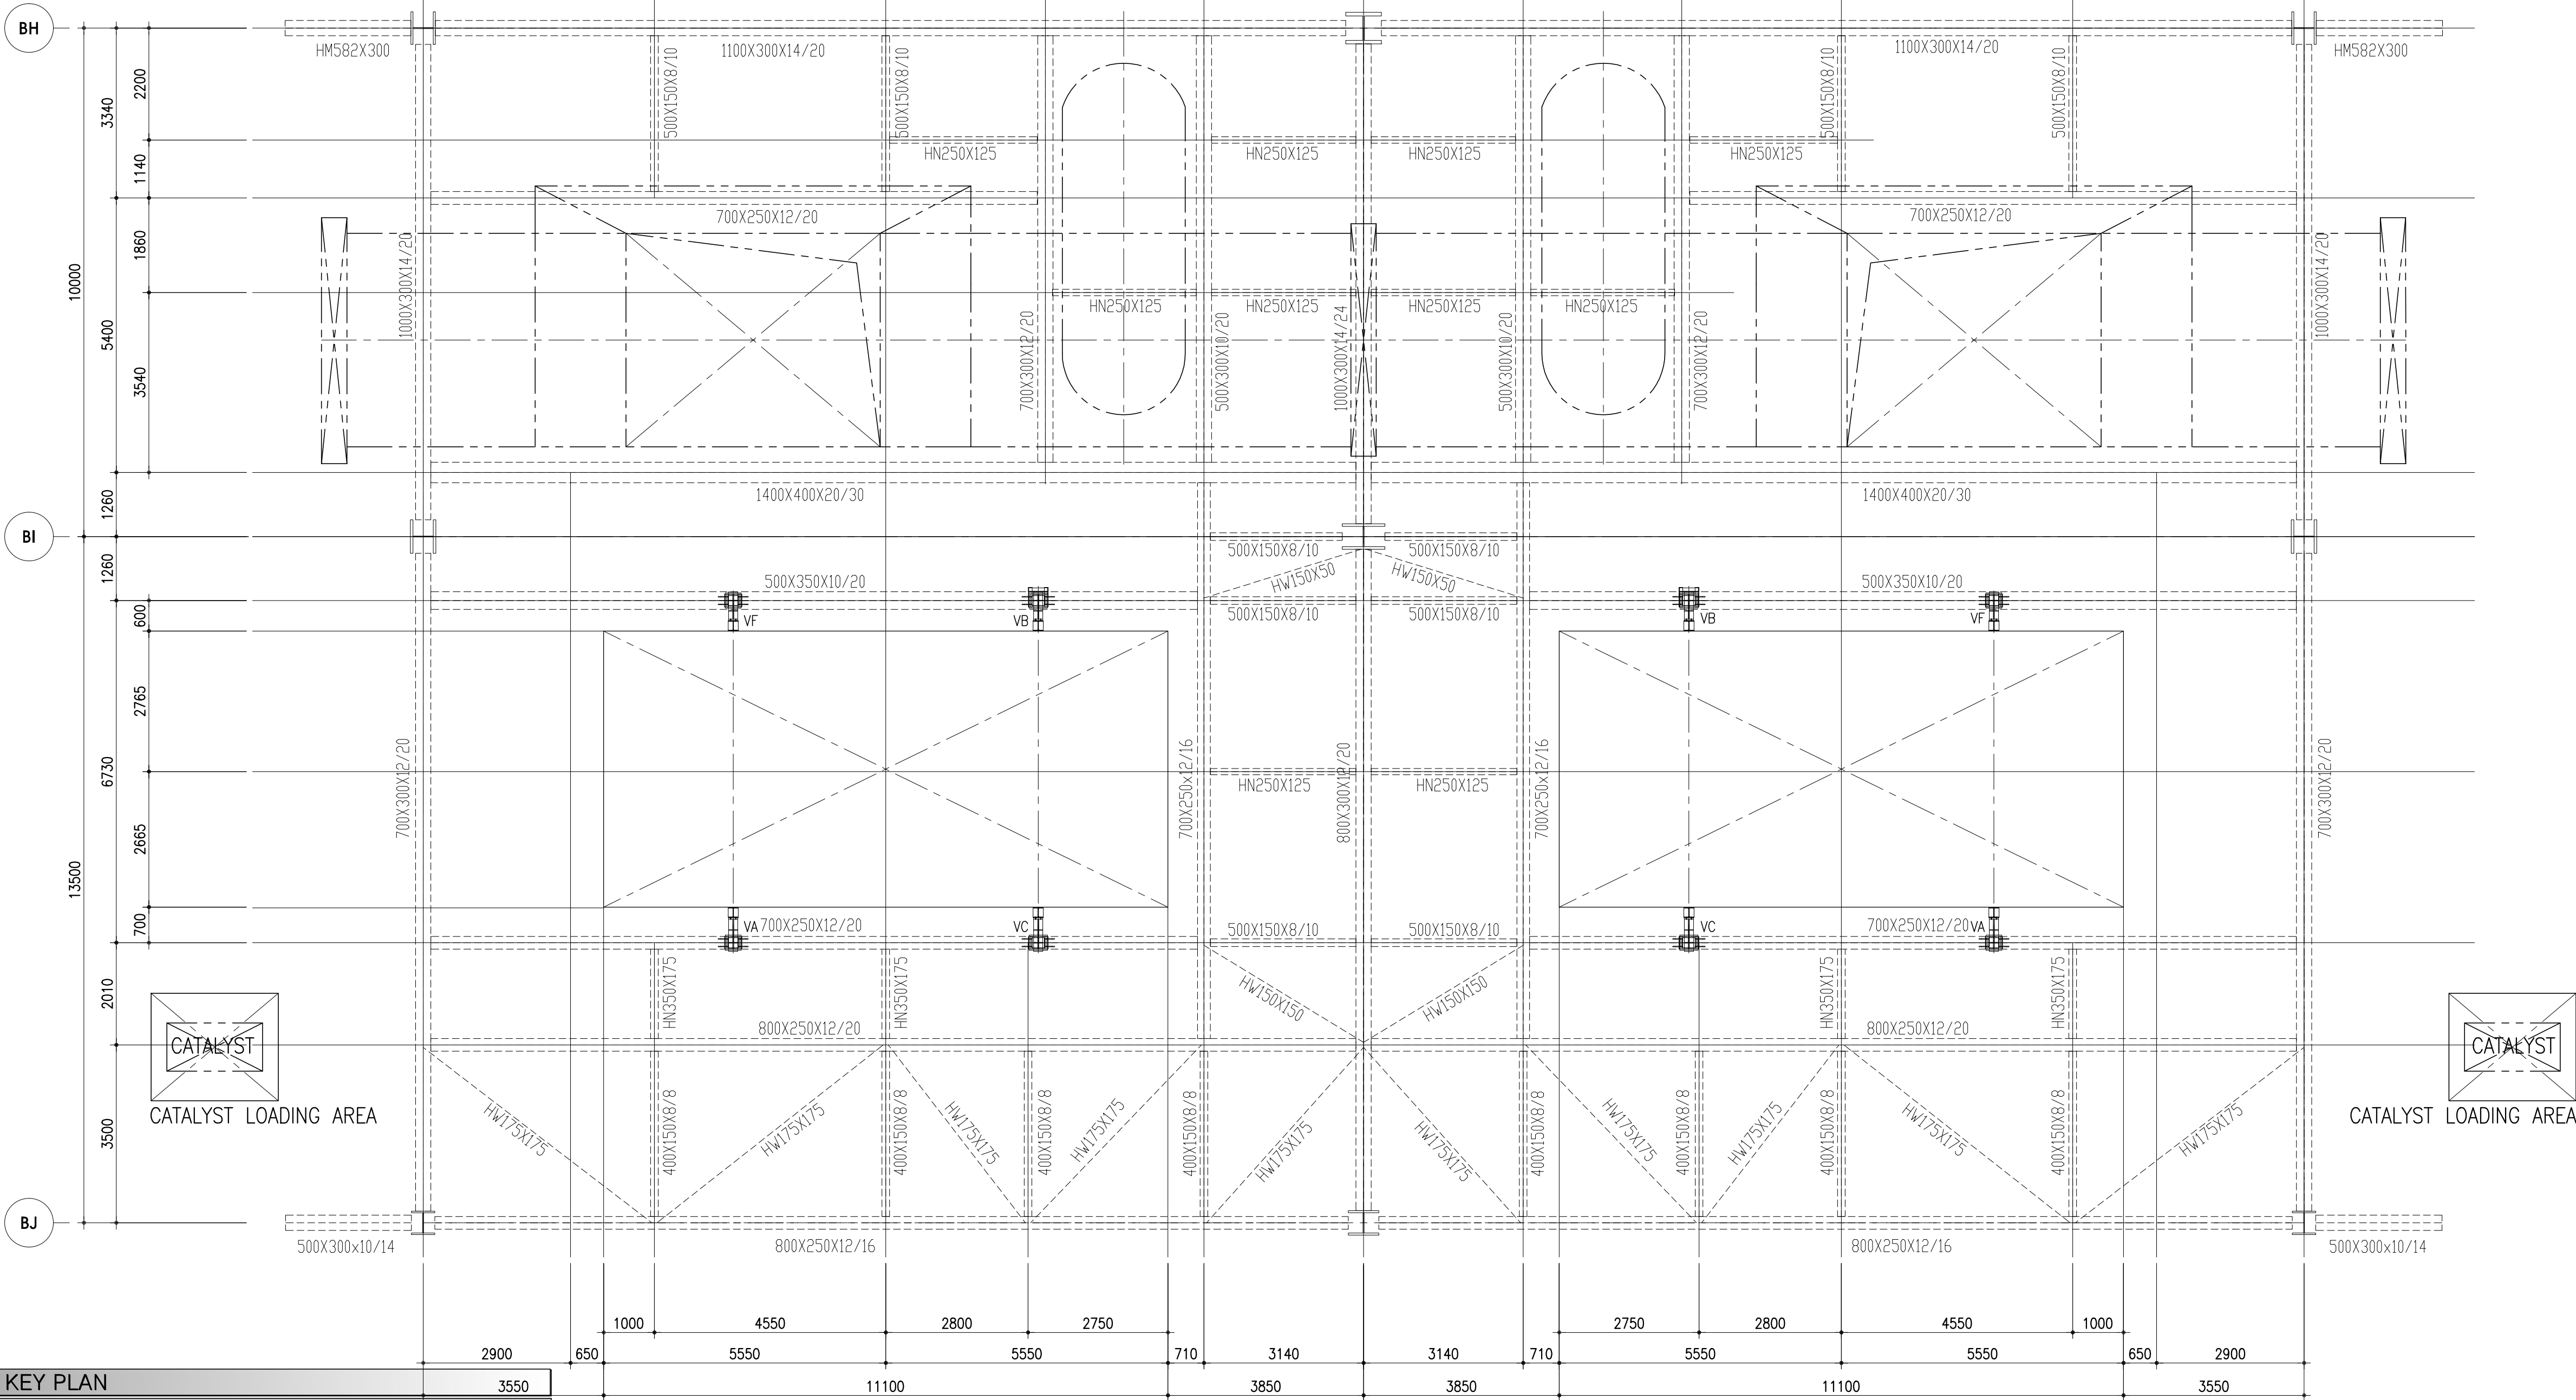 BH
HM582X300
1100X300X14/20
1100X300X14/20
HM582X300
500X150X8/10
500X150X8/10
500X150X8/10
500X150X8/10
2200
3340
1140
HN250X125
HN250X125
HN250X125
HN250X125
700X250X12/20
700X250X12/20
1860
10000
5400
3540
1000X300X14/20
1000X300X14/20
HN250X125
HN250X125
HN250X125
HN250X125
700X300X12/20
500X300X10/20
1000X300X14/24
500X300X10/20
700X300X12/20
1400X400X20/30
1400X400X20/30
1260
BI
500X150X8/10
500X150X8/10
1260
500X350X10/20
HW150X50
HW150X50
500X350X10/20
600
VF
VB
500X150X8/10
500X150X8/10
VB
VF
2765
6730
2665
13500
700X300X12/20
700X250x12/16
800X300X12/20
700X250x12/16
700X300X12/20
HN250X125
HN250X125
700
VA
700X250X12/20
VC
500X150X8/10
500X150X8/10
VC
700X250X12/20
VA
2010
HN350X175
HN350X175
HW150X150
HW150X150
HN350X175
HN350X175
CATALYST
800X250X12/20
800X250X12/20
CATALYST
CATALYST LOADING AREA
CATALYST LOADING AREA
3500
HW175X175
400X150X8/8
HW175X175
400X150X8/8
HW175X175
400X150X8/8
HW175X175
400X150X8/8
HW175X175
HW175X175
400X150X8/8
HW175X175
400X150X8/8
HW175X175
400X150X8/8
HW175X175
400X150X8/8
HW175X175
BJ
500X300x10/14
800X250X12/16
800X250X12/16
500X300x10/14
1000
4550
2800
2750
2750
2800
4550
1000
2900
650
5550
5550
710
3140
3140
710
5550
5550
650
2900
KEY PLAN
3550
11100
3850
3850
11100
3550